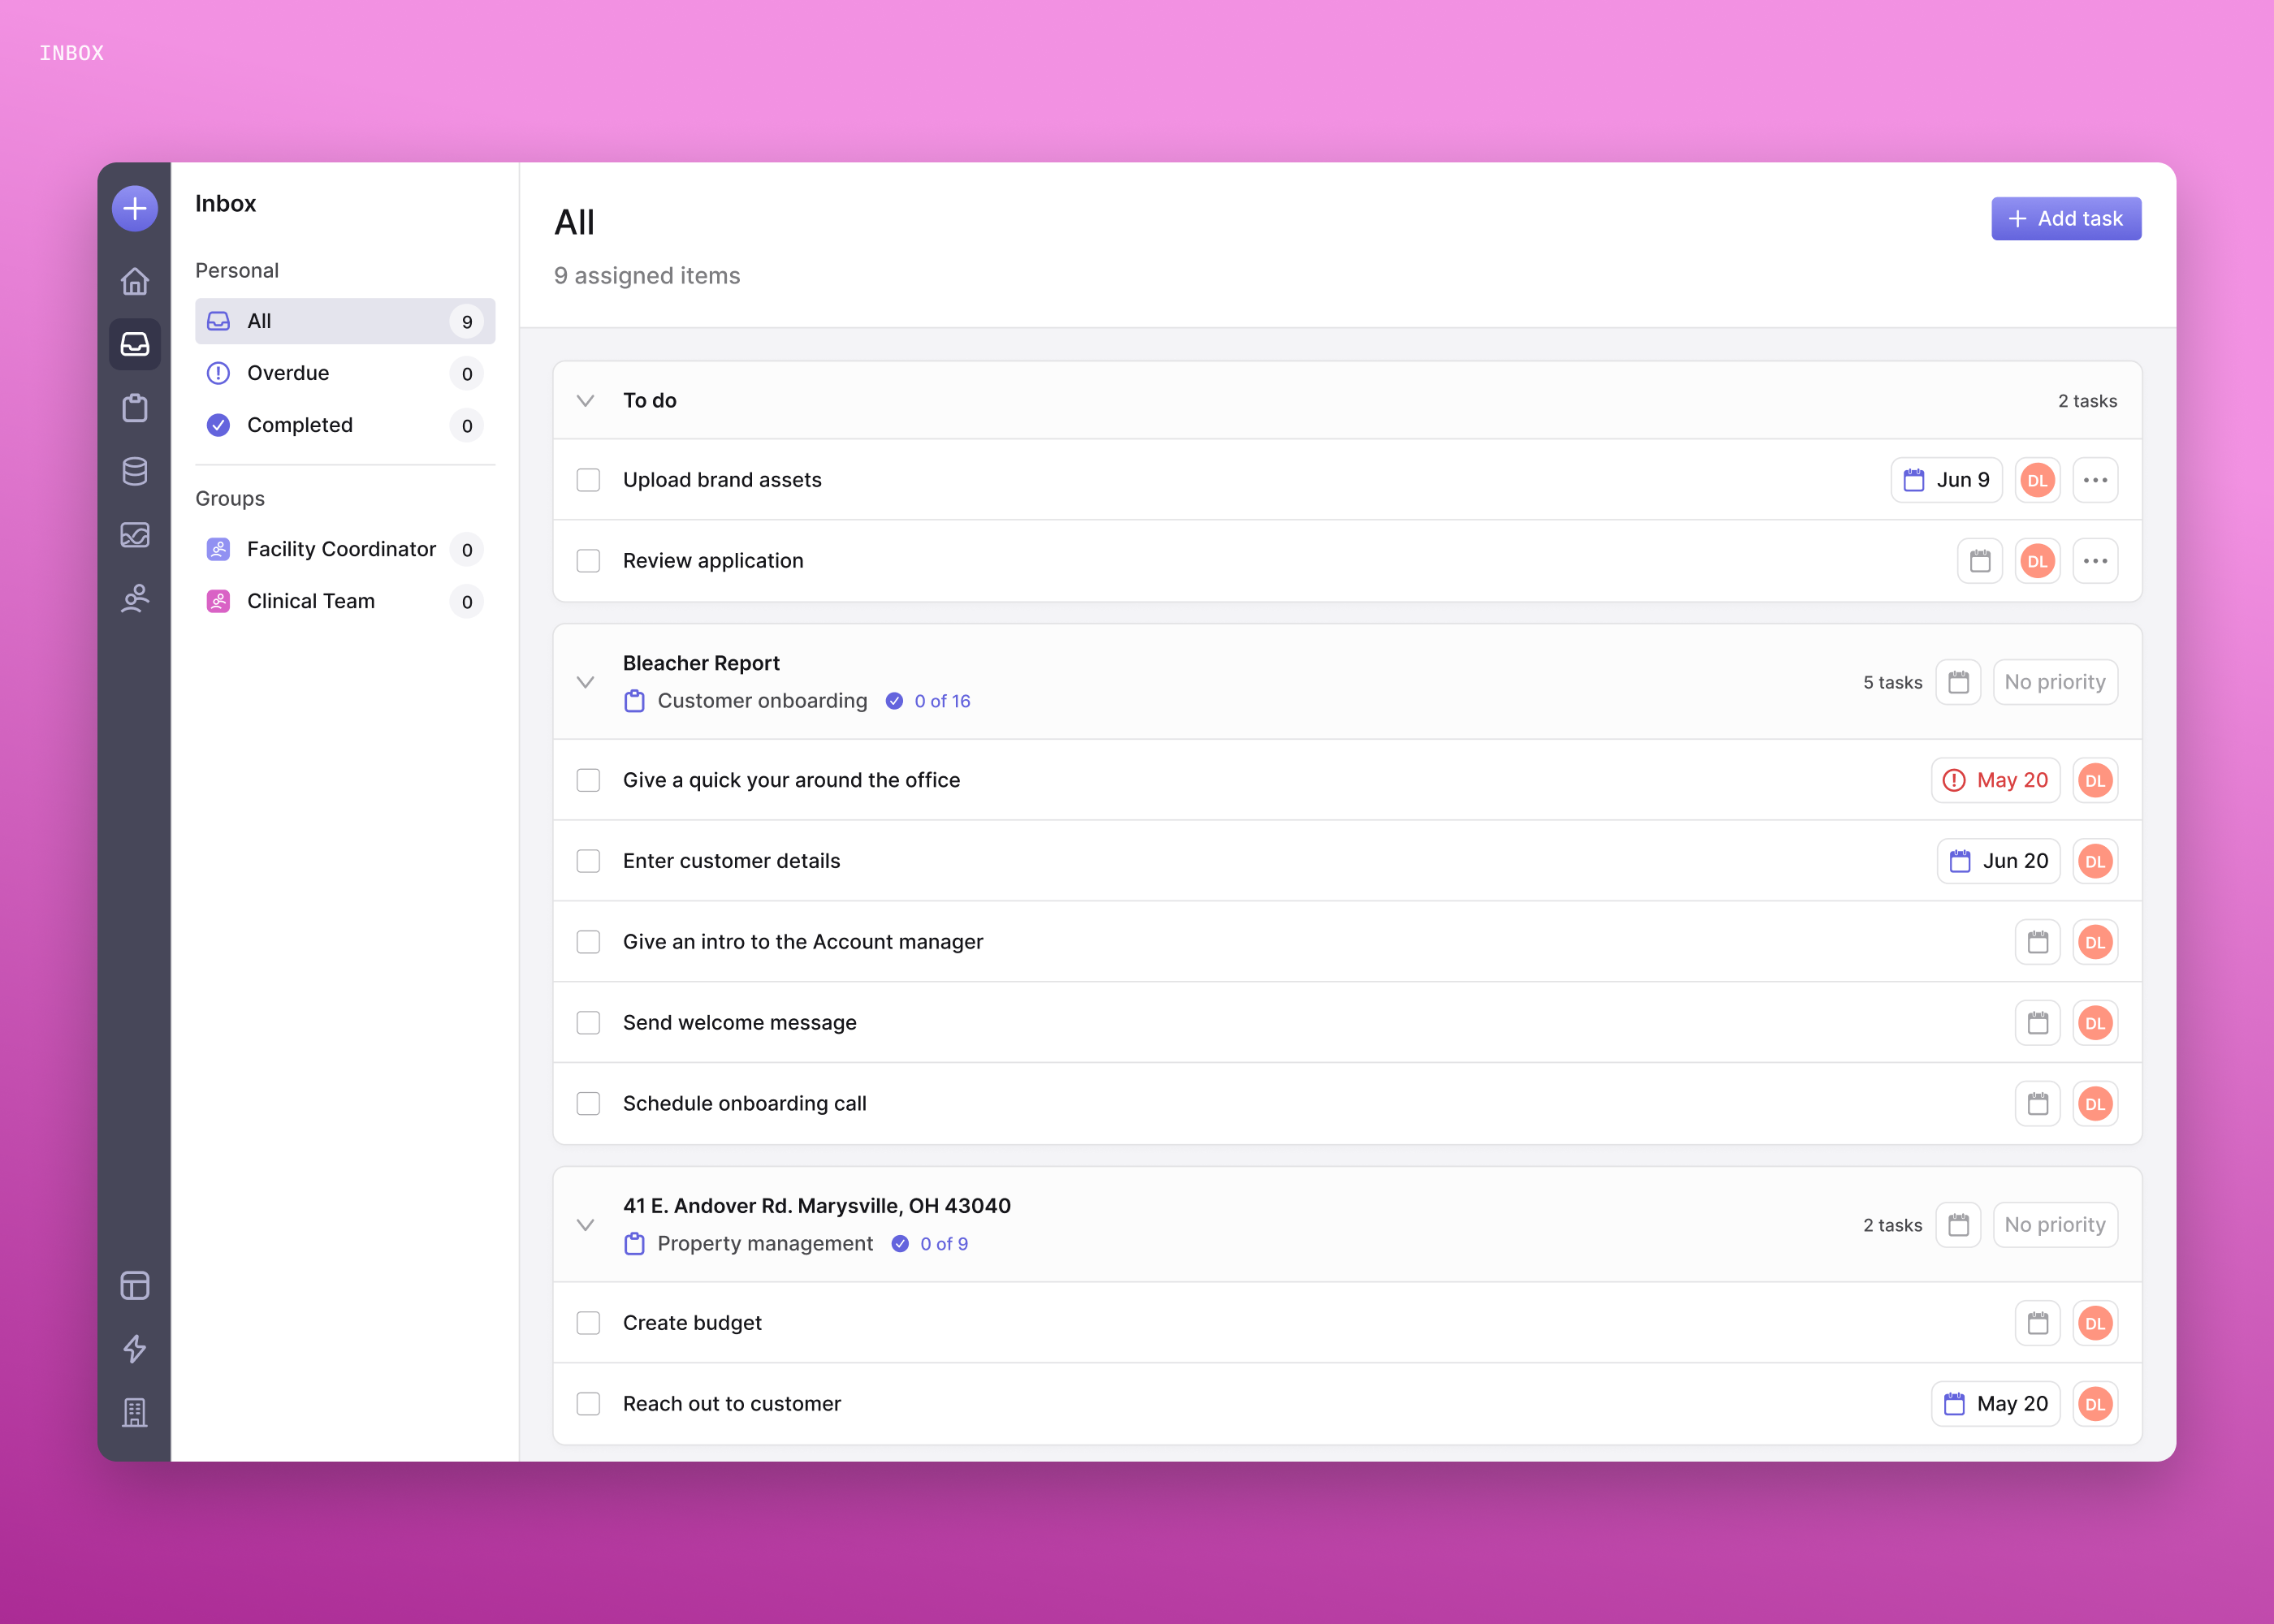 INBOX
Inbox
Personal
All 9
Overdue 0
Completed 0
Groups
Facility Coordinator 0
Clinical Team 0
All
9 assigned items
Add task
To do 2 tasks
Upload brand assets Jun 9 DL
Review application DL
Bleacher Report
Customer onboarding 0 of 16
5 tasks No priority
Give a quick your around the office May 20 DL
Enter customer details Jun 20 DL
Give an intro to the Account manager DL
Send welcome message DL
Schedule onboarding call DL
41 E. Andover Rd. Marysville, OH 43040
Property management 0 of 9
2 tasks No priority
Create budget DL
Reach out to customer May 20 DL